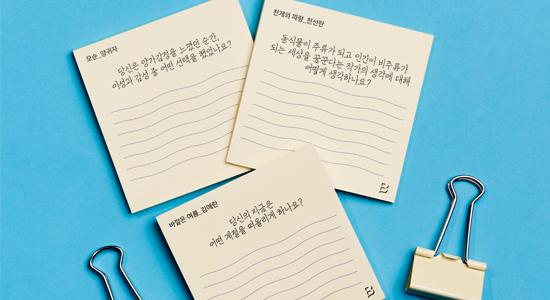 모순_양귀자
당신은 양가감정을 느꼈던 순간,
이성과 감성 중 어떤 선택을 했었나요?
천개의 파랑_천선란
동식물이 주류가 되고 인간이 비주류가
되는 세상을 꿈꾼다는 작가의 생각에 대해
어떻게 생각하나요?
B
바깥은 여름_김애란
당신의 지금은
어떤 계절을 떠올리게 하나요?
B